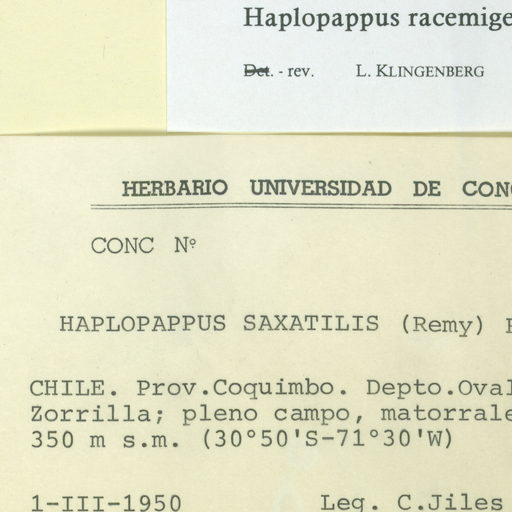 Haplopappus racemige
Det. - rev. L. KLINGENBERG
HERBARIO UNIVERSIDAD DE CONC
CONC Nº
HAPLOPAPPUS SAXATILIS (Remy)
CHILE. Prov.Coquimbo. Depto.Oval
Zorrilla; pleno campo, matorrale
350 m s.m. (30°50'S-71°30'W)
1-III-1950 Leg. C.Jiles